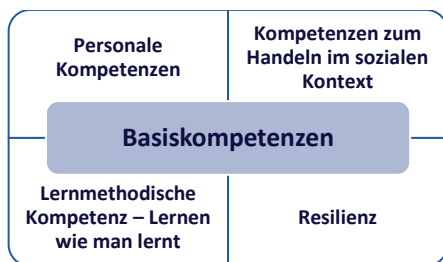 Personale
Kompetenzen
Kompetenzen zum
Handeln im sozialen
Kontext
Basiskompetenzen
Lernmethodische
Kompetenz – Lernen
wie man lernt
Resilienz